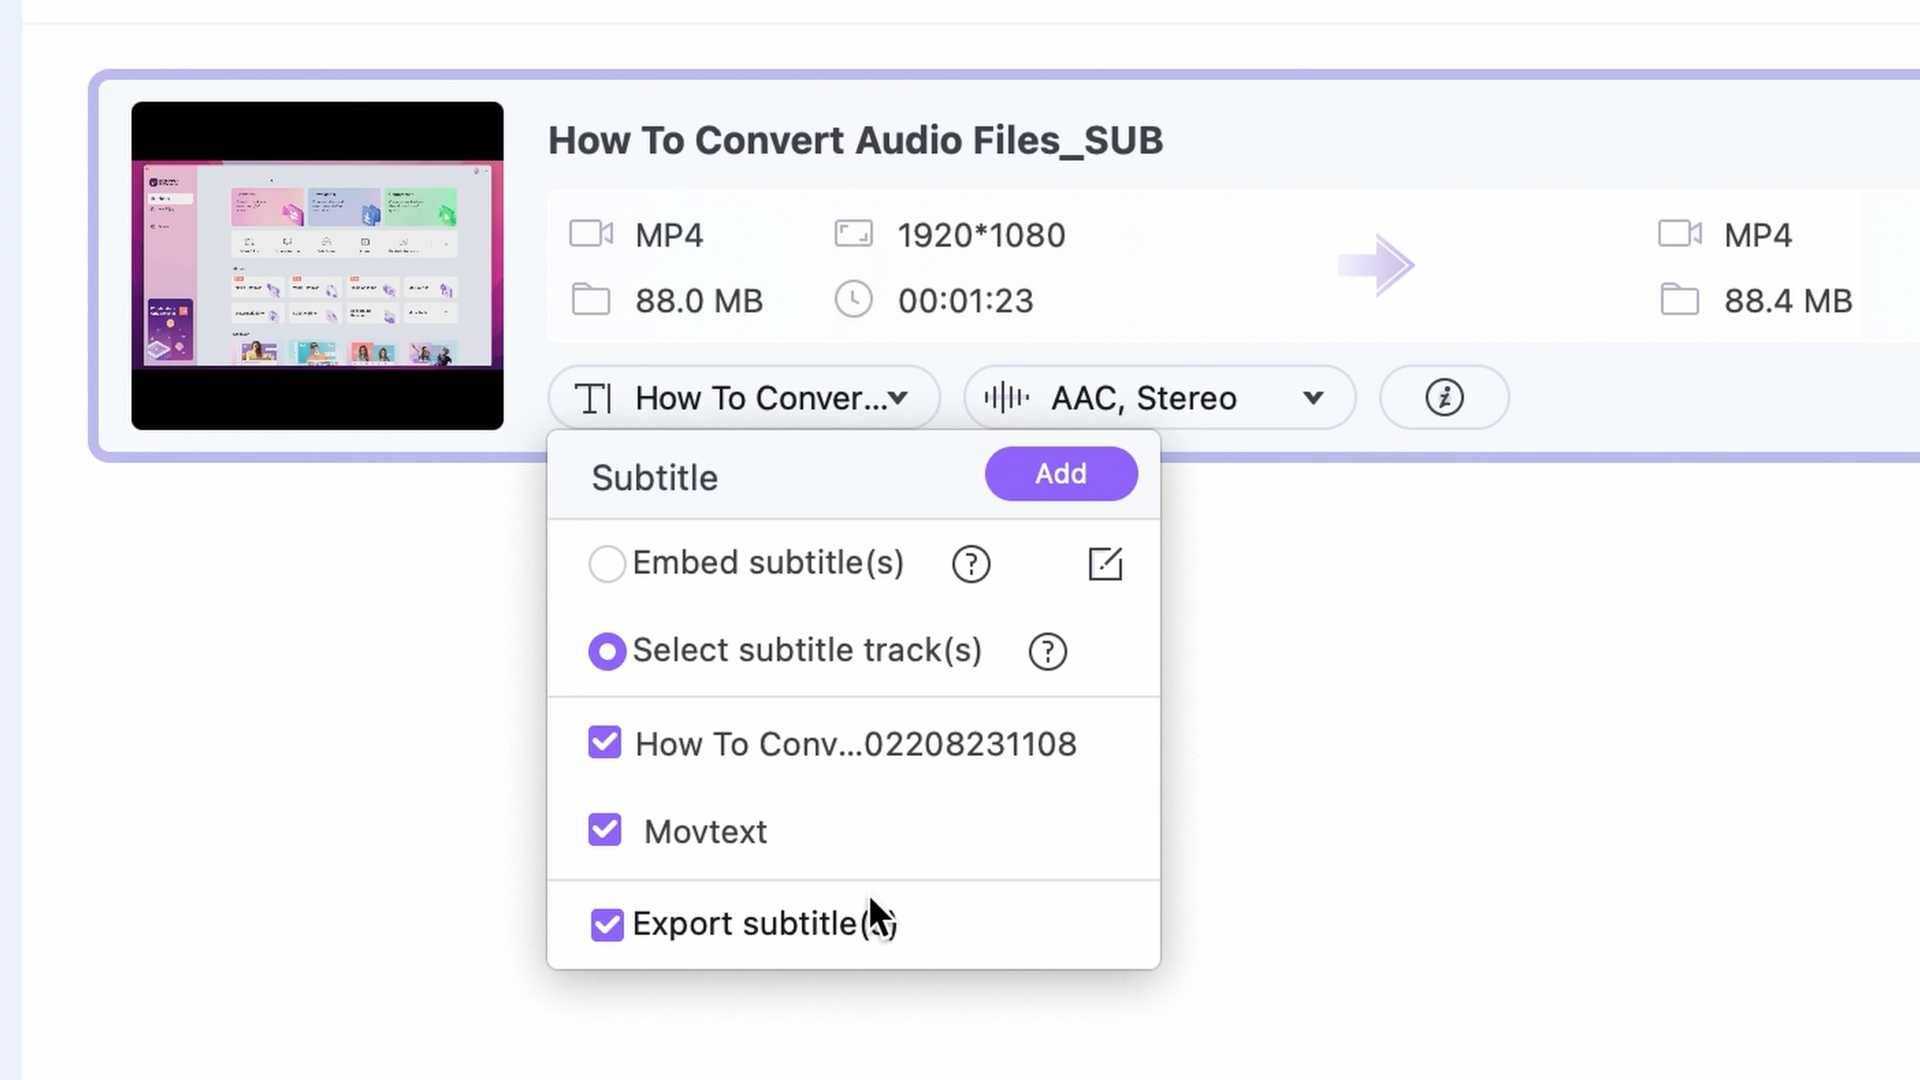 How To Convert Audio Files_SUB
MP4
1920*1080
MP4
88.0 MB
00:01:23
88.4 MB
How To Conver...
AAC, Stereo
Subtitle
Add
Embed subtitle(s)
Select subtitle track(s)
How To Conv...02208231108
Movtext
Export subtitle(s)